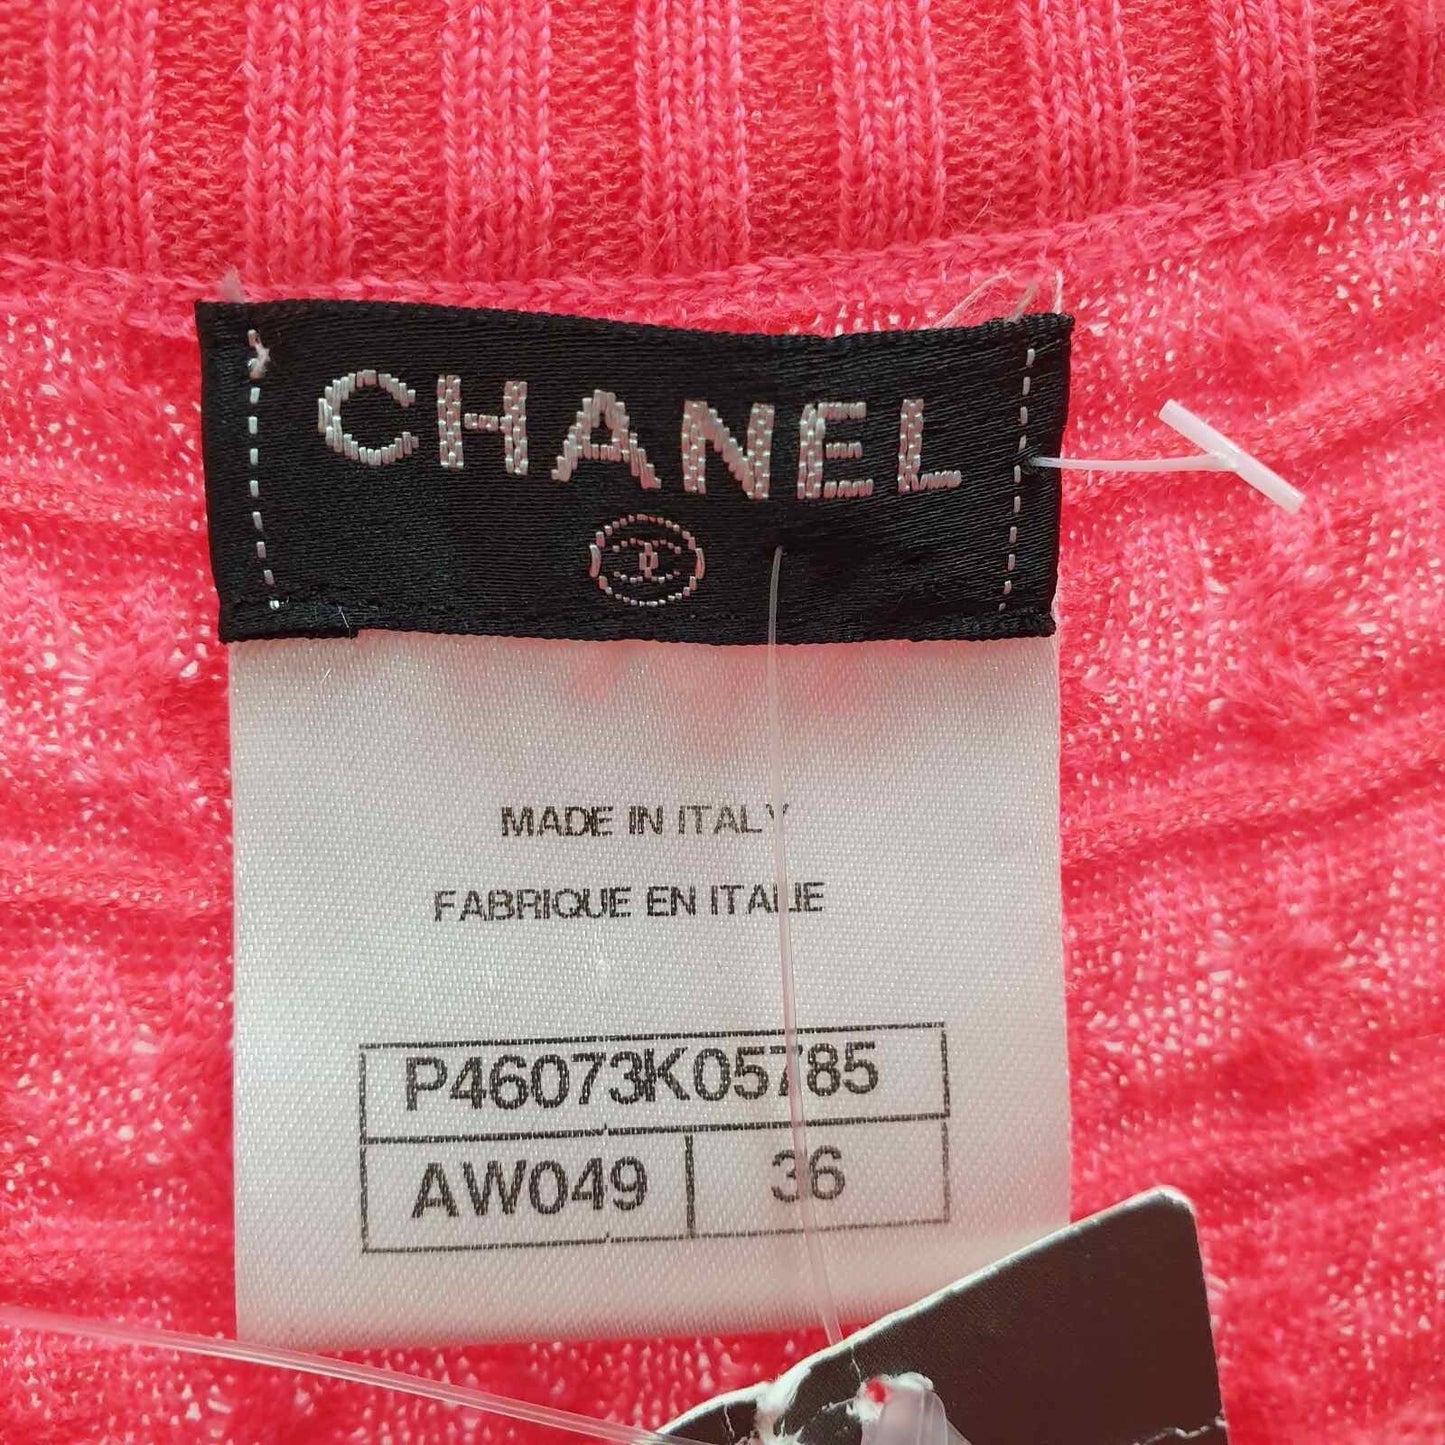 CHANEL
MADE IN ITALY
FABRIQUE EN ITALIE
P46073K05785
AW049 36